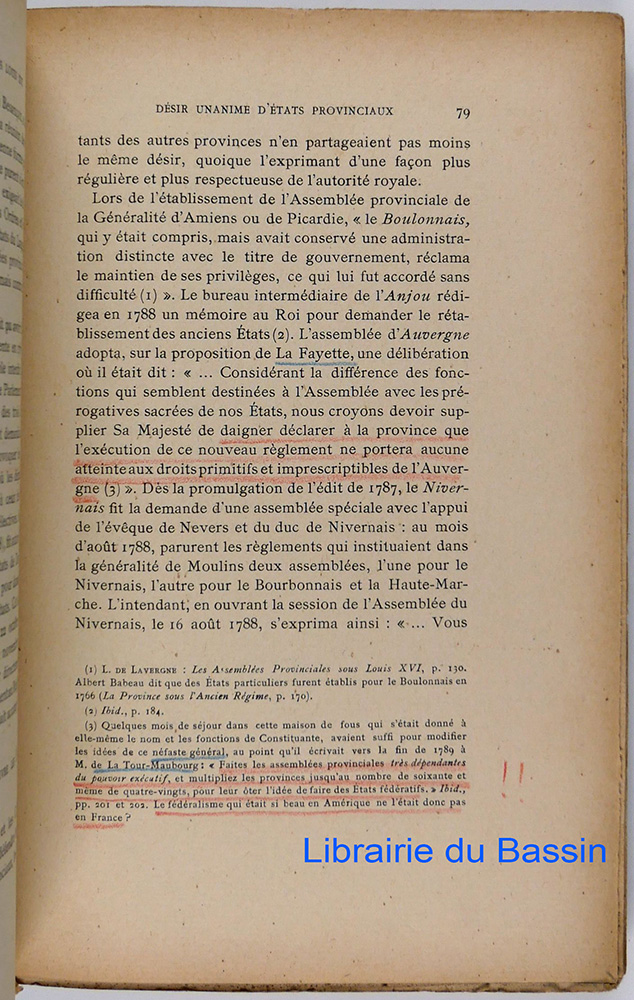 DÉSIR UNANIME D'ÉTATS PROVINCIAUX 79
tants des autres provinces n'en partageaient pas moins
le même désir, quoique l'exprimant d'une façon plus
régulière et plus respectueuse de l'autorité royale.
Lors de l'établissement de l'Assemblée provinciale de
la Généralité d'Amiens ou de Picardie, « le Boulonnais,
qui y était compris, mais avait conservé une administra-
tion distincte avec le titre de gouvernement, réclama
le maintien de ses privilèges, ce qui lui fut accordé sans
difficulté (1) ». Le bureau intermédiaire de l'Anjou rédi-
gea en 1788 un mémoire au Roi pour demander le réta-
blissement des anciens États (2). L'assemblée d'Auvergne
adopta, sur la proposition de La Fayette, une délibération
où il était dit : « ... Considérant la différence des fonc-
tions qui semblent destinées à l'Assemblée avec les pré-
rogatives sacrées de nos États, nous croyons devoir sup-
plier Sa Majesté de daigner déclarer à la province que
l'exécution de ce nouveau règlement ne portera aucune
atteinte aux droits primitifs et imprescriptibles de l'Auver-
gne (3) ». Dès la promulgation de l'édit de 1787, le Niver-
nais fit la demande d'une assemblée spéciale avec l'appui
de l'évêque de Nevers et du duc de Nivernais : au mois
d'août 1788, parurent les règlements qui instituaient dans
la généralité de Moulins deux assemblées, l'une pour le
Nivernais, l'autre pour le Bourbonnais et la Haute-Mar-
che. L'intendant, en ouvrant la session de l'Assemblée du
Nivernais, le 16 août 1788, s'exprima ainsi : « ... Vous
(1) L. DE LAVERGNE : Les Assemblées Provinciales sous Louis XVI, p. 130.
Albert Babeau dit que des États particuliers furent établis pour le Boulonnais en
1766 (La Province sous l'Ancien Régime, p. 170).
(2) Ibid., p. 184.
(3) Quelques mois de séjour dans cette maison de fous qui s'était donné à
elle-même le nom et les fonctions de Constituante, avaient suffi pour modifier
les idées de ce néfaste général, au point qu'il écrivait vers la fin de 1789 à
M. de La Tour-Maubourg : « Faites les assemblées provinciales très dépendantes
du pouvoir exécutif, et multipliez les provinces jusqu'au nombre de soixante et
même de quatre-vingts, pour leur ôter l'idée de faire des États fédératifs. » Ibid.,
pp. 201 et 202. Le fédéralisme qui était si beau en Amérique ne l'était donc pas
en France ?
!!
Librairie du Bassin